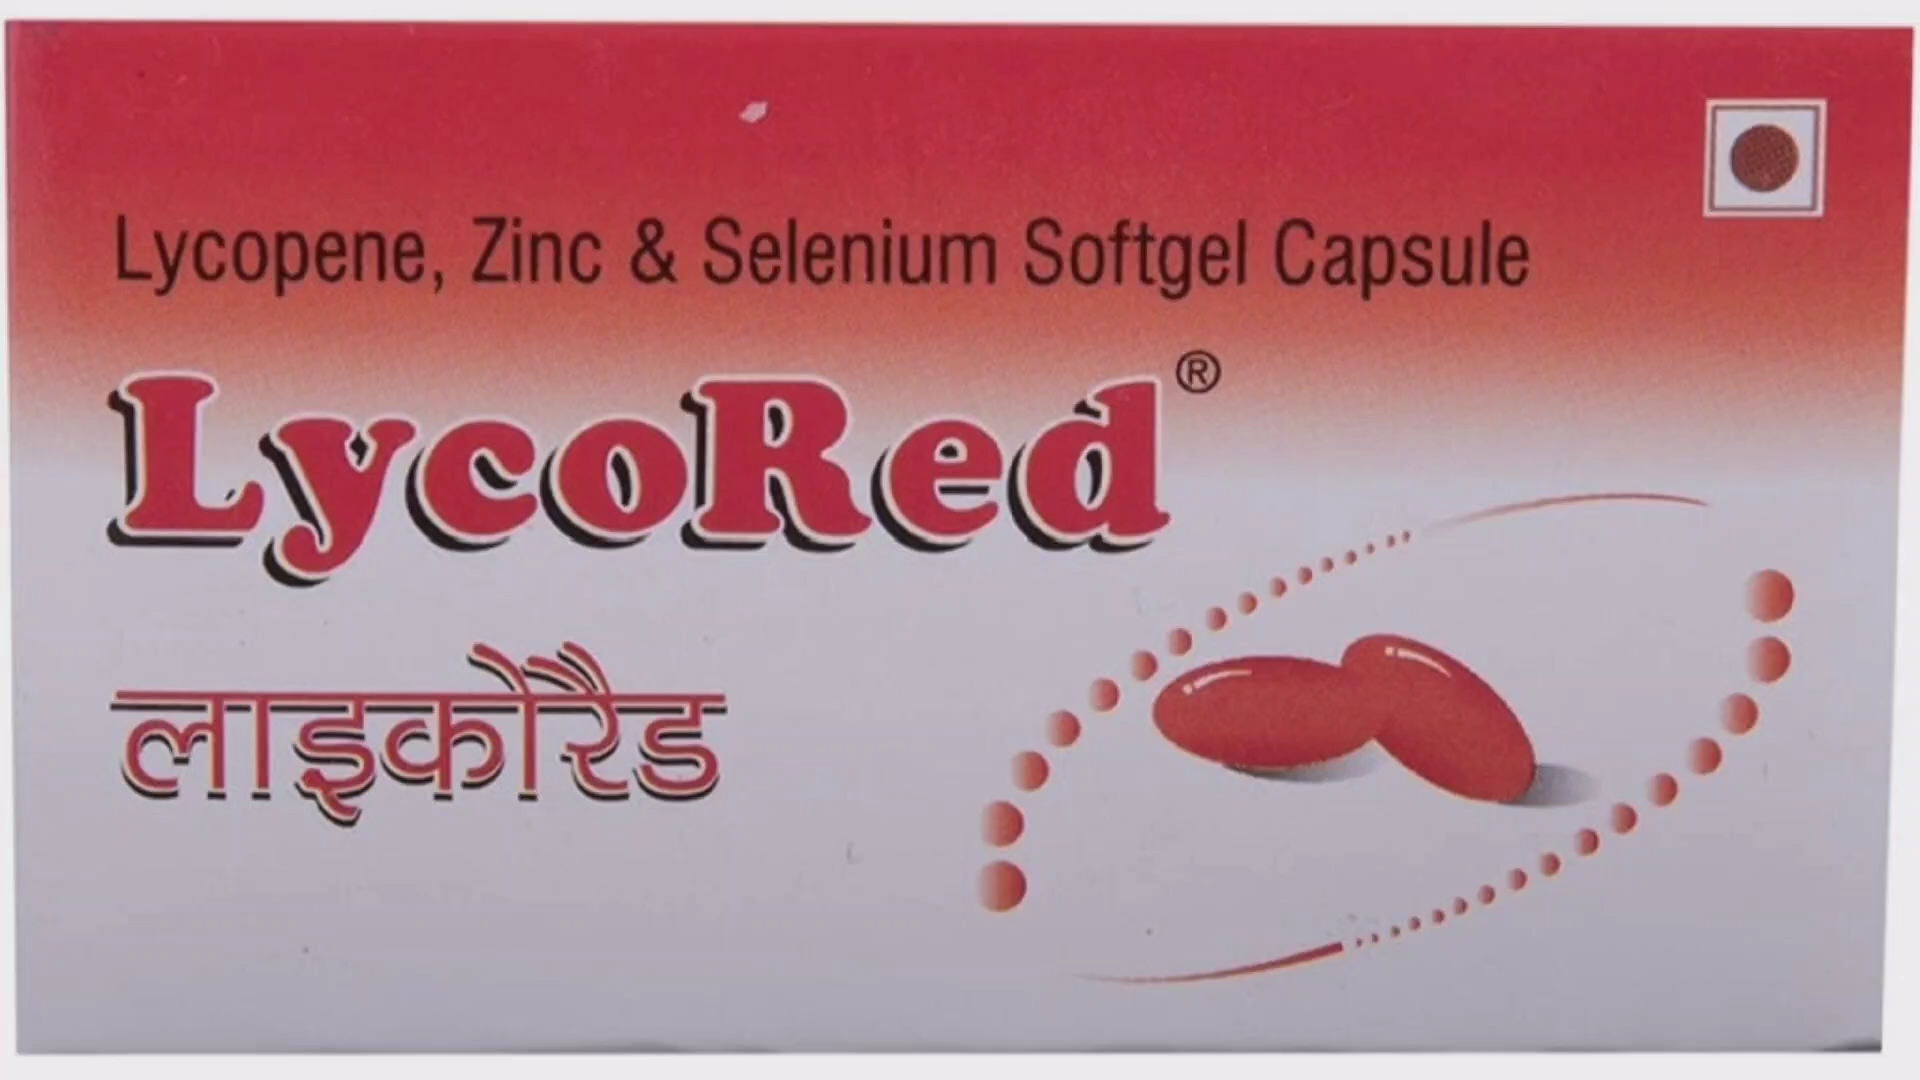 Lycopene, Zinc & Selenium Softgel Capsule
LycoRed®
लाइकोरैड